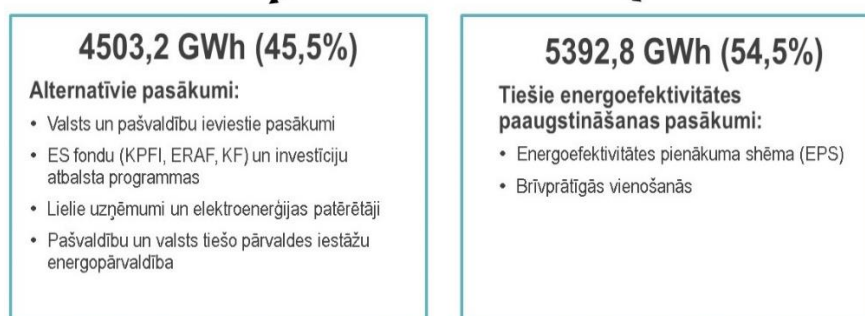 4503,2 GWh (45,5%)
Alternatīvie pasākumi:
• Valsts un pašvaldību ieviestie pasākumi
• ES fondu (KPFI, ERAF, KF) un investīciju
atbalsta programmas
• Lielie uzņēmumi un elektroenerģijas patērētāji
• Pašvaldību un valsts tiešo pārvaldes iestāžu
energopārvaldība
5392,8 GWh (54,5%)
Tiešie energoefektivitātes
paaugstināšanas pasākumi:
• Energoefektivitātes pienākuma shēma (EPS)
• Brīvprātīgās vienošanās